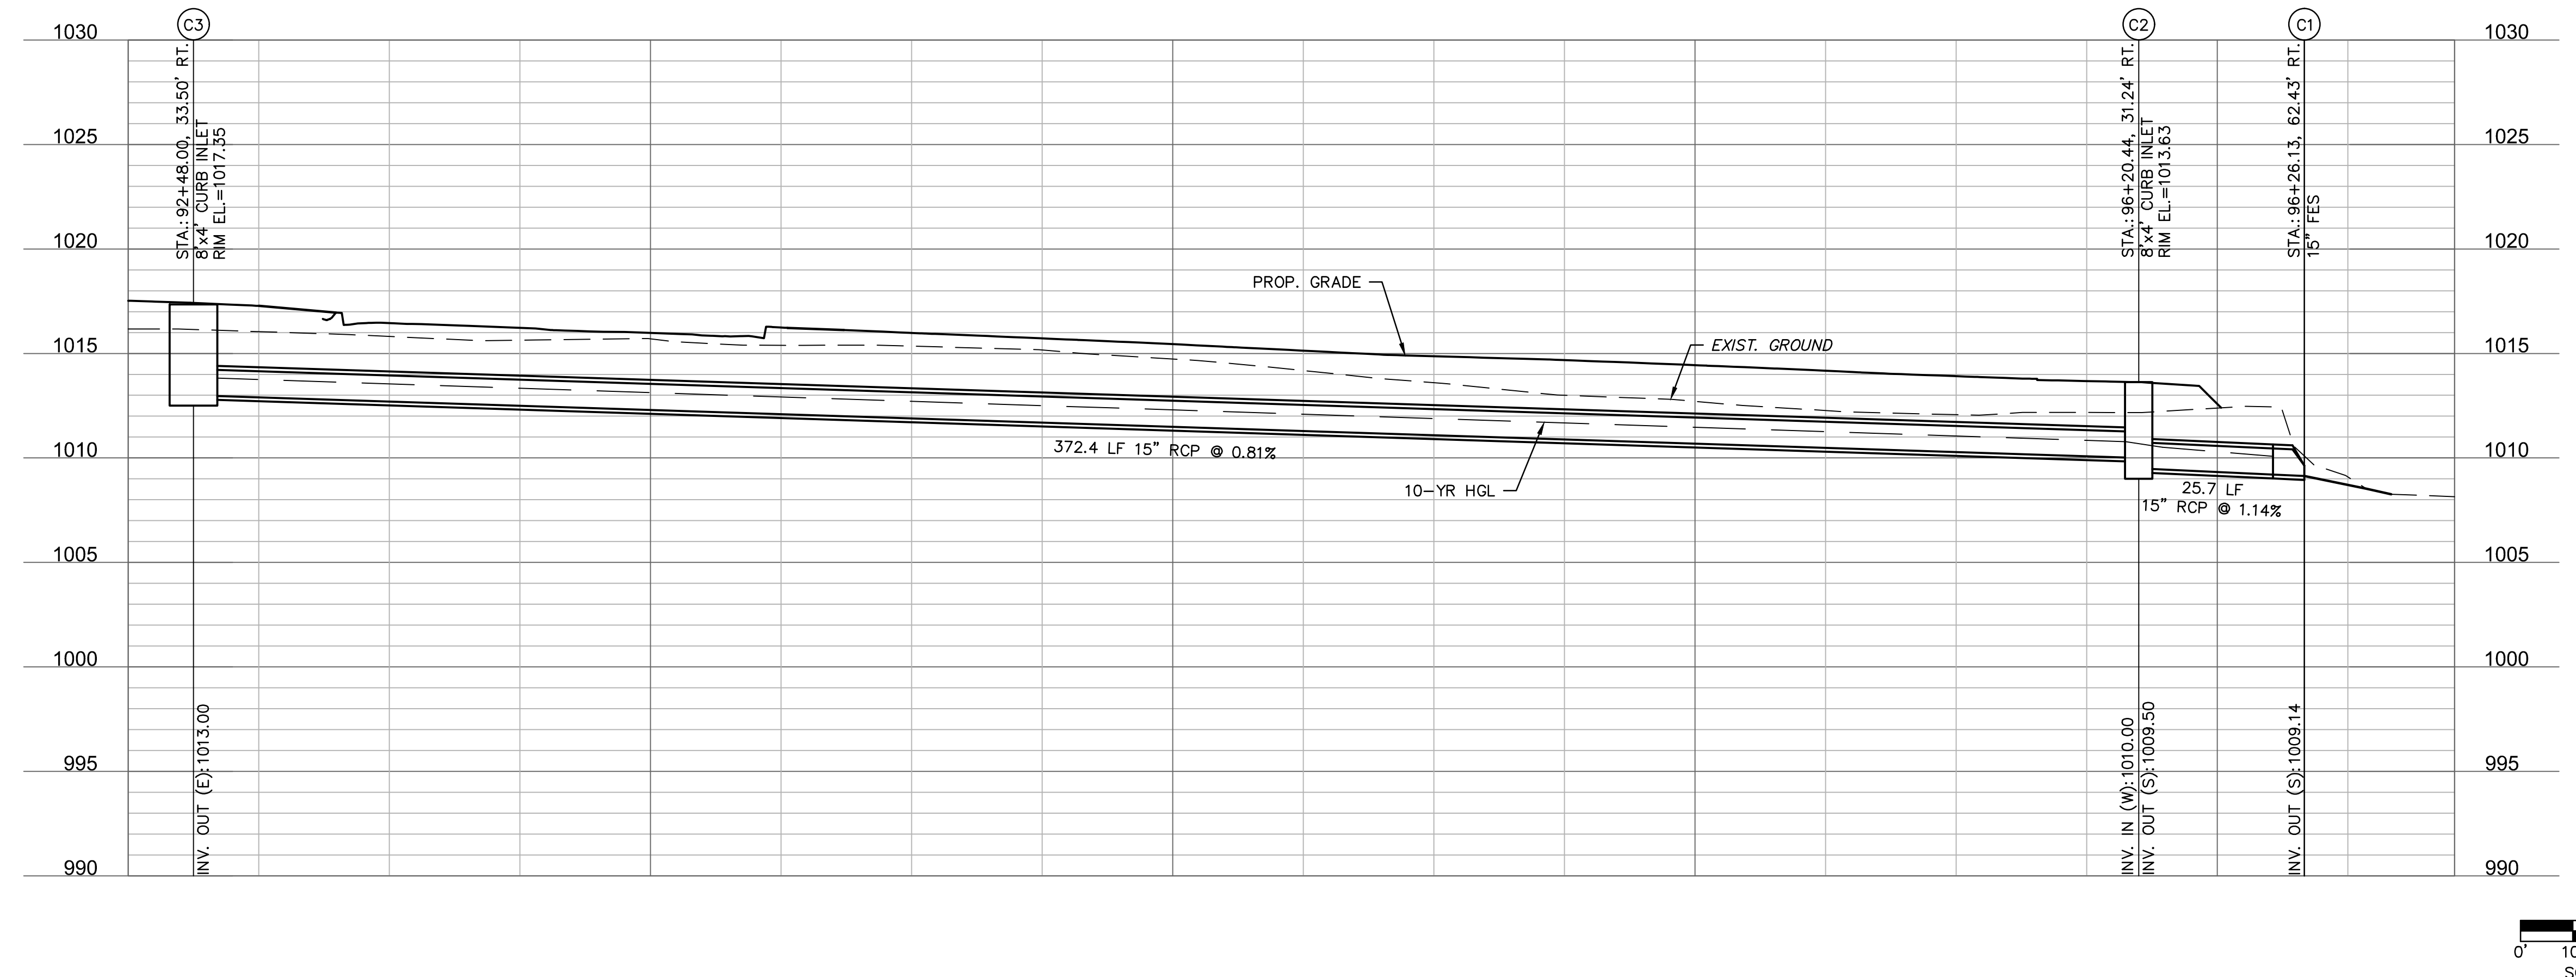 C3
C2
C1
1030
1030
1025
1025
1020
1020
1015
1015
1010
1010
1005
1005
1000
1000
995
995
990
990
STA.:92+48.00, 33.50' RT.
8'x4' CURB INLET
RIM EL.=1017.35
STA.:96+20.44, 31.24' RT.
8'x4' CURB INLET
RIM EL.=1013.63
STA.:96+26.13, 62.43' RT.
15" FES
PROP. GRADE
EXIST. GROUND
372.4 LF 15" RCP @ 0.81%
10-YR HGL
25.7 LF
15" RCP @ 1.14%
INV. OUT (E):1013.00
INV. IN (W):1010.00
INV. OUT (S):1009.50
INV. OUT (S):1009.14
0'